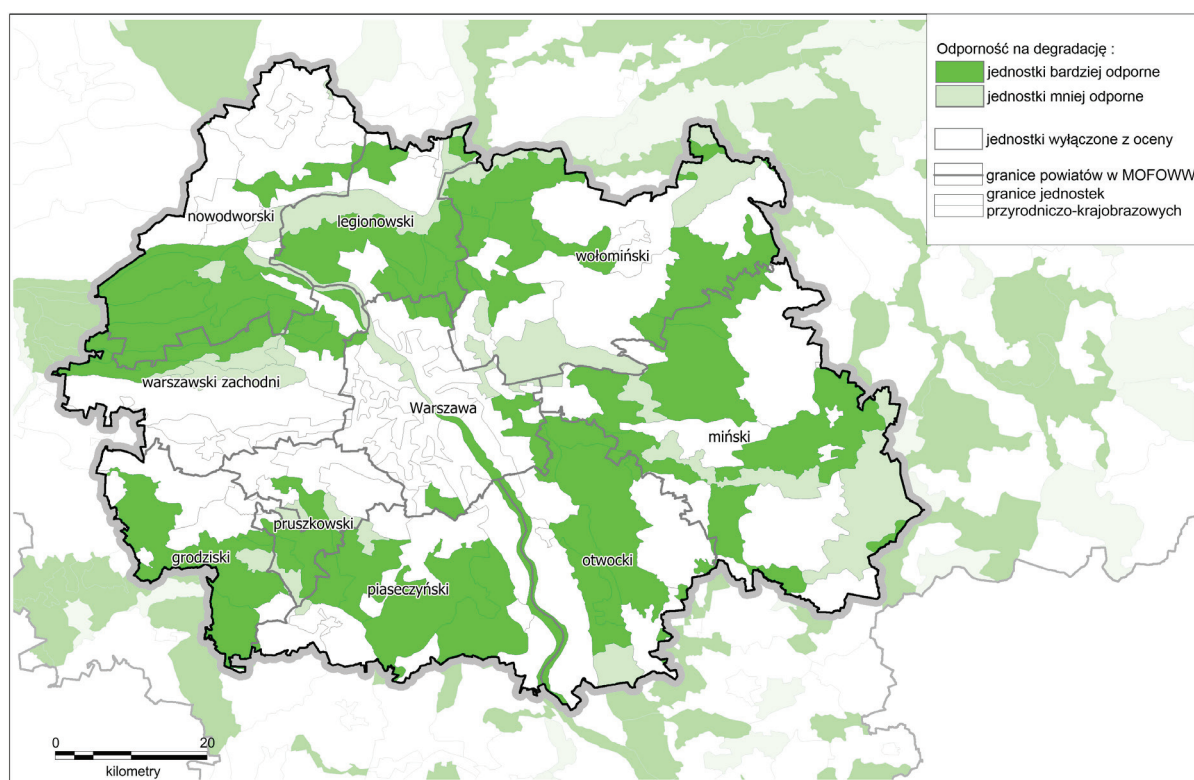 Odporność na degradację :
jednostki bardziej odporne
jednostki mniej odporne
jednostki wyłączone z oceny
granice powiatów w MOFOWW
granice jednostek
przyrodniczo-krajobrazowych
nowodworski
legionowski
wołomiński
warszawski zachodni
Warszawa
miński
pruszkowski
grodziski
piaseczyński
otwocki
0 20
kilometry